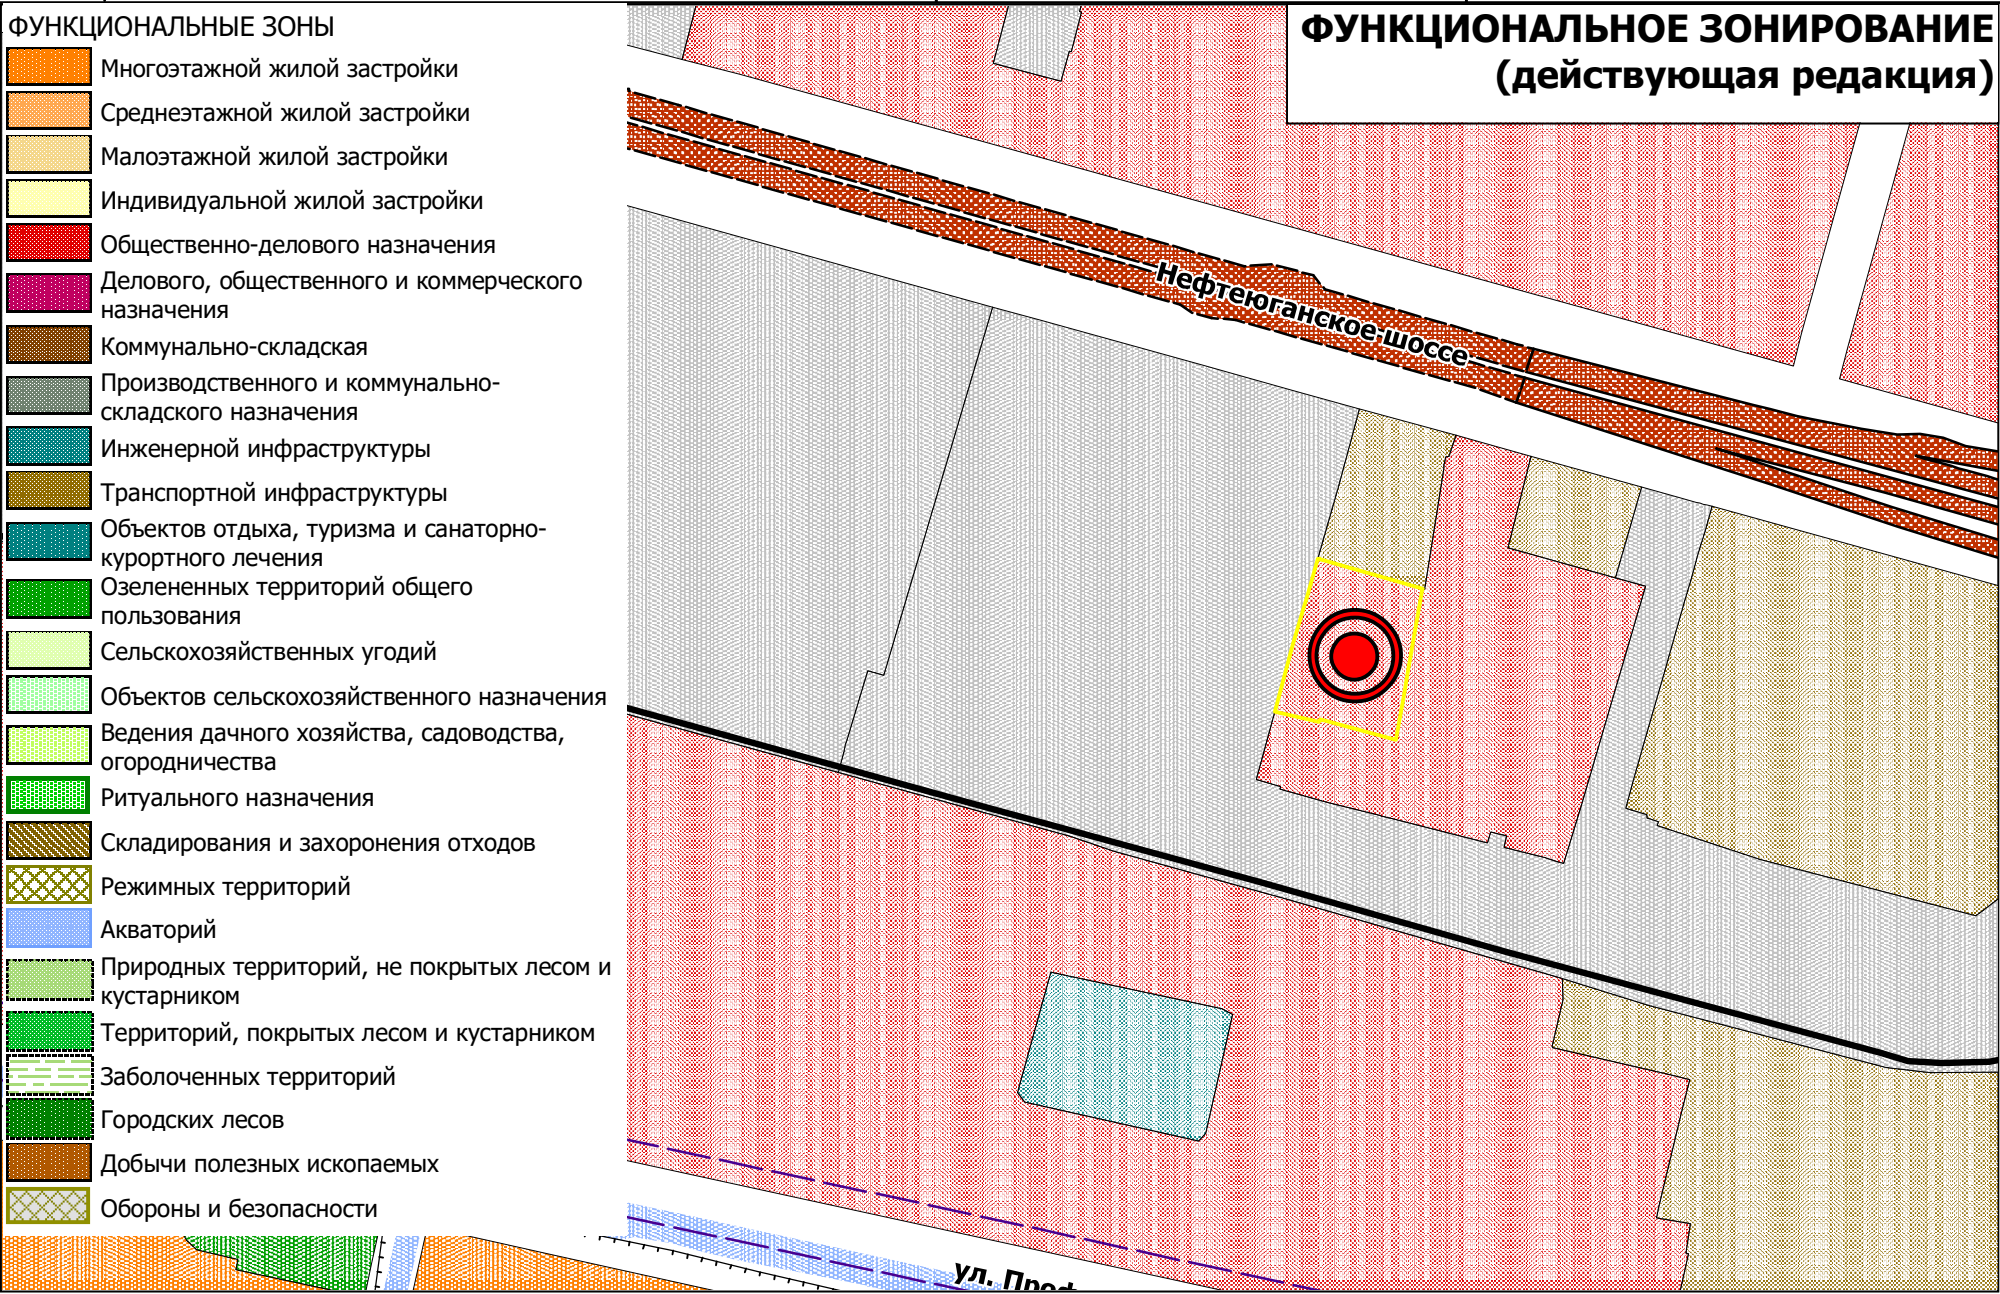 ФУНКЦИОНАЛЬНЫЕ ЗОНЫ
Многоэтажной жилой застройки
Среднеэтажной жилой застройки
Малоэтажной жилой застройки
Индивидуальной жилой застройки
Общественно-делового назначения
Делового, общественного и коммерческого
назначения
Коммунально-складская
Производственного и коммунально-
складского назначения
Инженерной инфраструктуры
Транспортной инфраструктуры
Объектов отдыха, туризма и санаторно-
курортного лечения
Озелененных территорий общего
пользования
Сельскохозяйственных угодий
Объектов сельскохозяйственного назначения
Ведения дачного хозяйства, садоводства,
огородничества
Ритуального назначения
Складирования и захоронения отходов
Режимных территорий
Акваторий
Природных территорий, не покрытых лесом и
кустарником
Территорий, покрытых лесом и кустарником
Заболоченных территорий
Городских лесов
Добычи полезных ископаемых
Обороны и безопасности
ФУНКЦИОНАЛЬНОЕ ЗОНИРОВАНИЕ
(действующая редакция)
Нефтеюганское шоссе
ул.